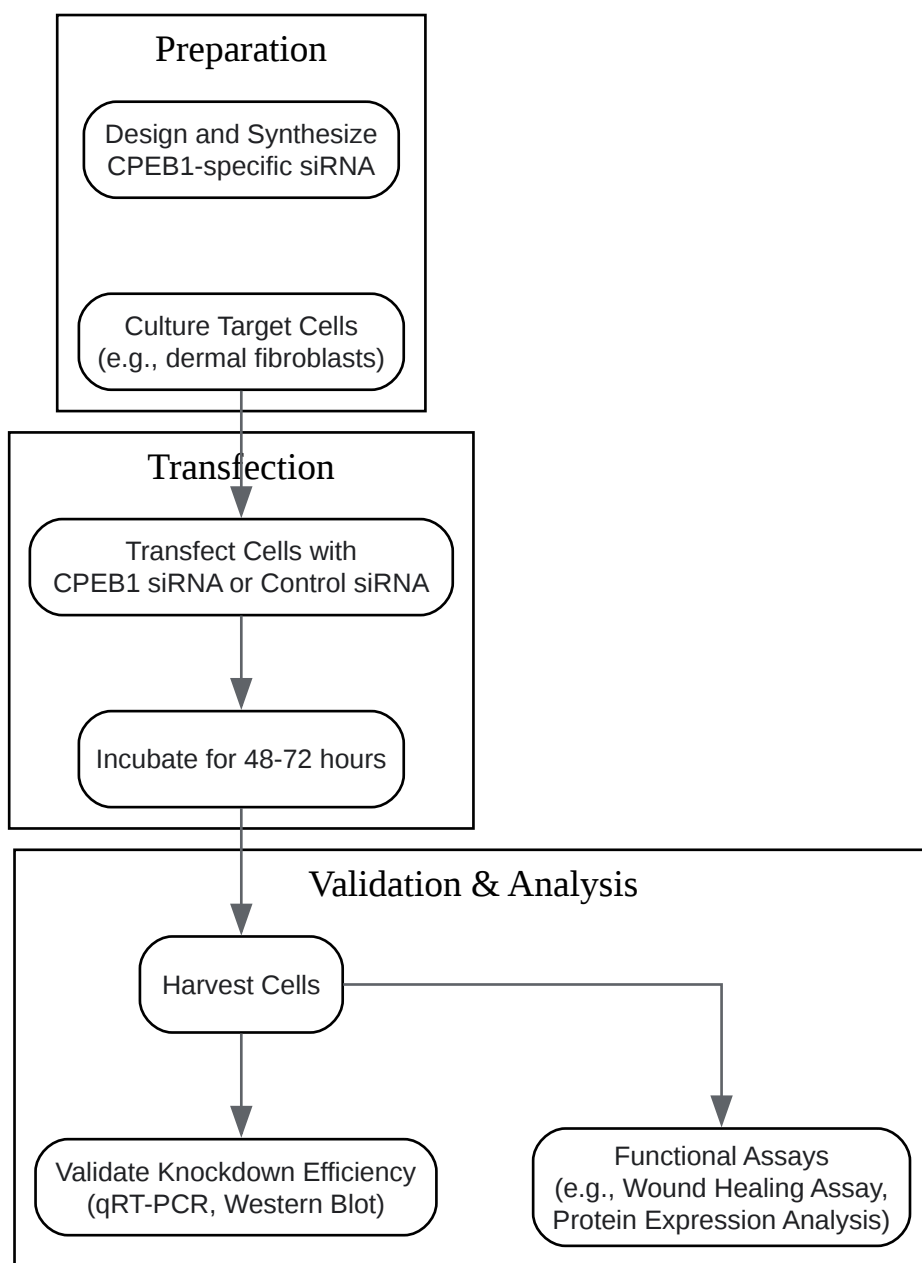 Preparation
Design and Synthesize
CPEB1-specific siRNA
Culture Target Cells
(e.g., dermal fibroblasts)
Transfection
Transfect Cells with
CPEB1 siRNA or Control siRNA
Incubate for 48-72 hours
Validation & Analysis
Harvest Cells
Validate Knockdown Efficiency
(qRT-PCR, Western Blot)
Functional Assays
(e.g., Wound Healing Assay,
Protein Expression Analysis)